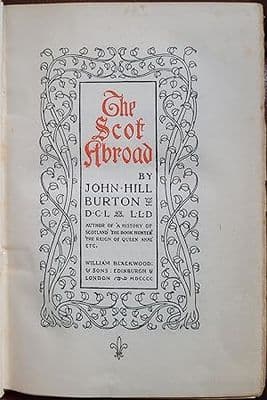 The
Scot
Abroad
BY
JOHN·HILL
BURTON
D·C·L L·L·D
AUTHOR OF 'A HISTORY OF
SCOTLAND' 'THE BOOK HUNTER'
'THE REIGN OF QUEEN ANNE'
ETC.
WILLIAM BLACKWOOD
& SONS EDINBURGH &
LONDON MDCCCC